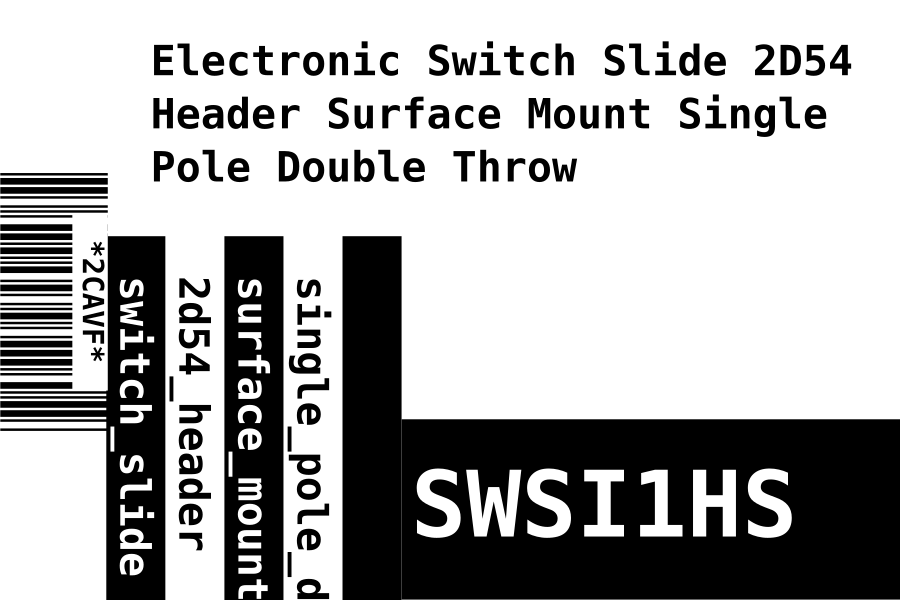 Electronic Switch Slide 2D54
Header Surface Mount Single
Pole Double Throw
*2CAVF*
switch_slide
2d54_header
surface_mount
single_pole_d
SWSI1HS